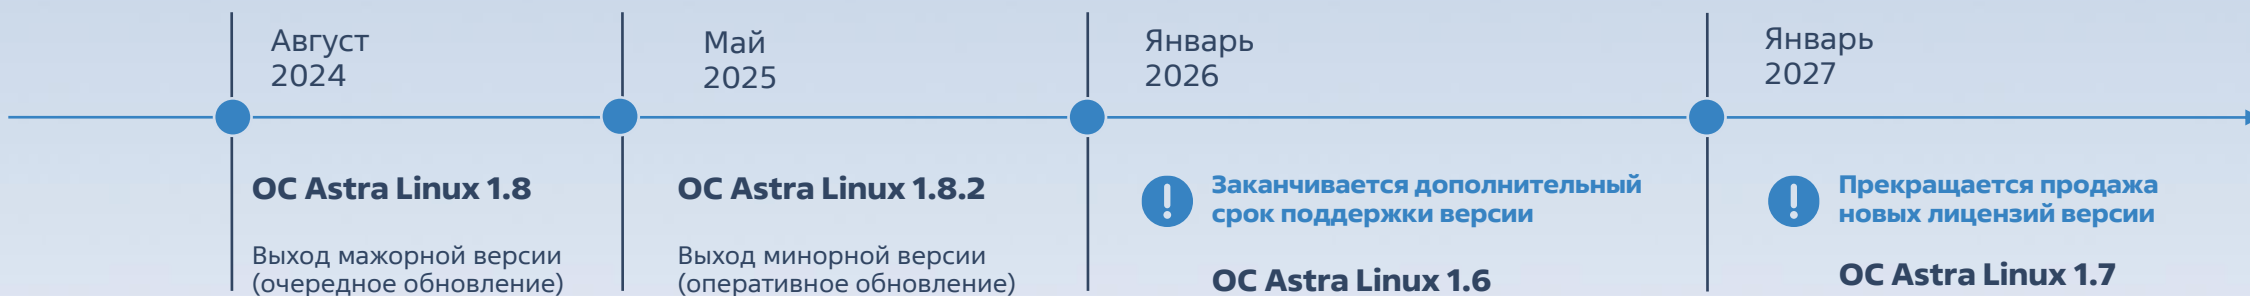 Август
2024
Май
2025
Январь
2026
Январь
2027
ОС Astra Linux 1.8
Выход мажорной версии
(очередное обновление)
ОС Astra Linux 1.8.2
Выход минорной версии
(оперативное обновление)
Заканчивается дополнительный
срок поддержки версии
ОС Astra Linux 1.6
Прекращается продажа
новых лицензий версии
ОС Astra Linux 1.7